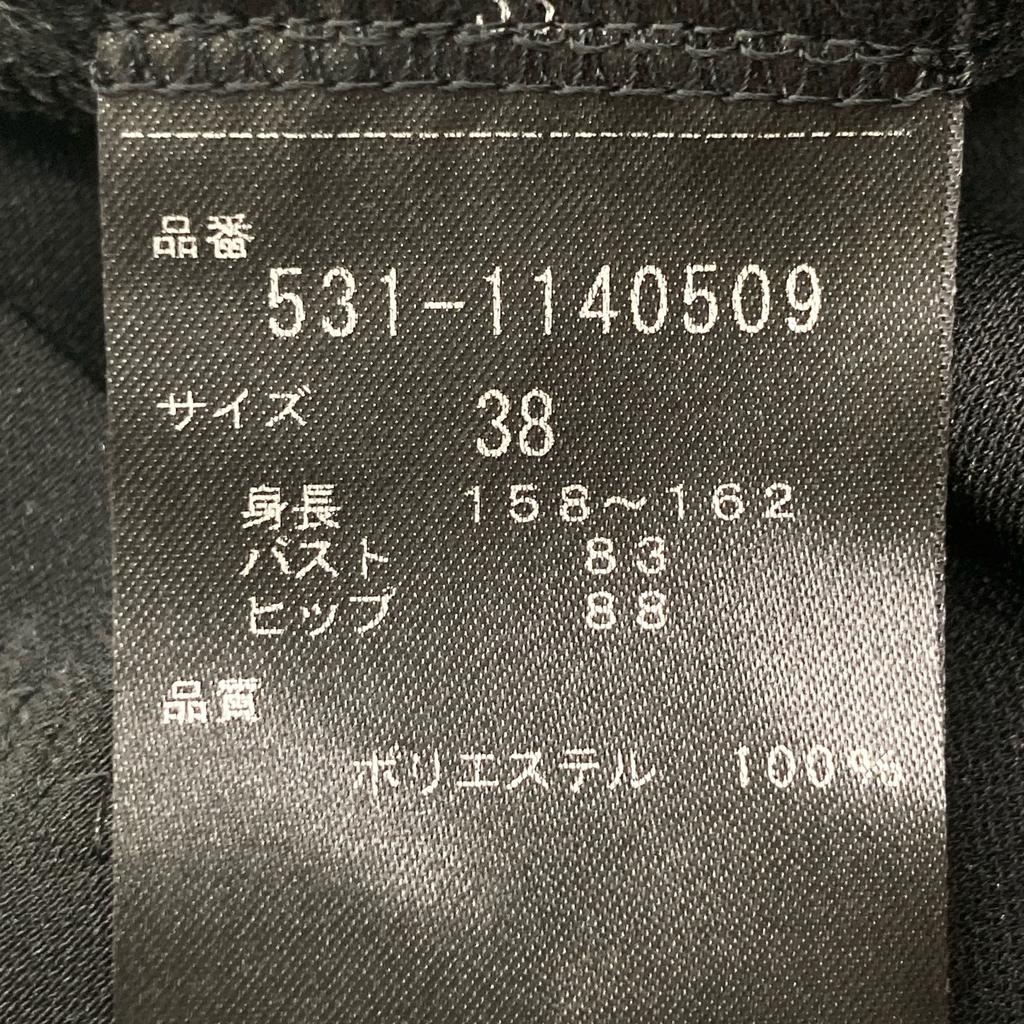 品番
531-1140509
サイズ 38
身長 158〜162
バスト 83
ヒップ 88
品質
ポリエステル 100%